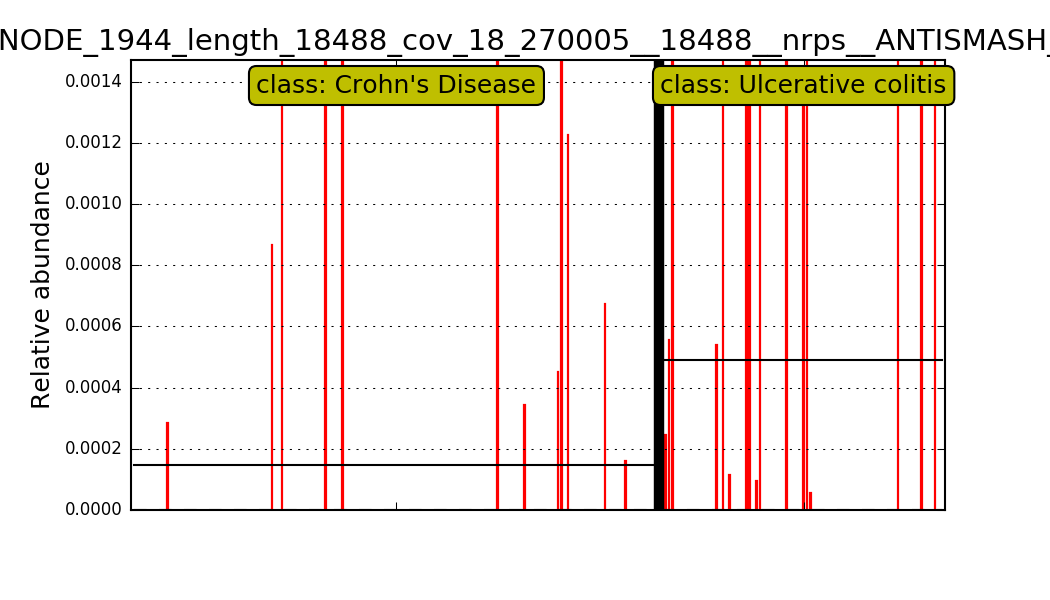 NODE_1944_length_18488_cov_18_270005__18488__nrps__ANTISMASH_
class: Crohn's Disease
class: Ulcerative colitis
Relative abundance
0.0014
0.0012
0.0010
0.0008
0.0006
0.0004
0.0002
0.0000